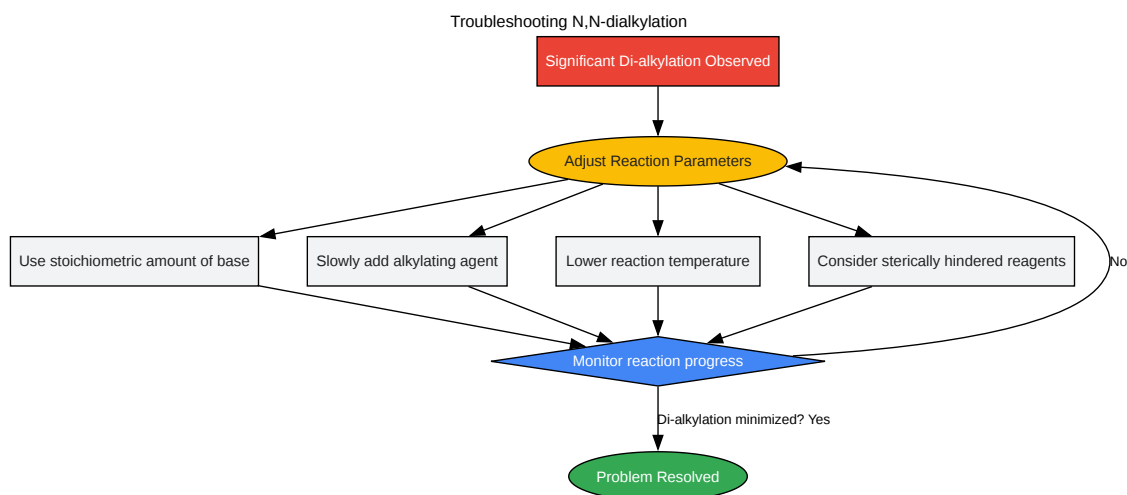 Troubleshooting N,N-dialkylation
Significant Di-alkylation Observed
Adjust Reaction Parameters
Use stoichiometric amount of base
Slowly add alkylating agent
Lower reaction temperature
Consider sterically hindered reagents
No
Monitor reaction progress
Di-alkylation minimized? Yes
Problem Resolved